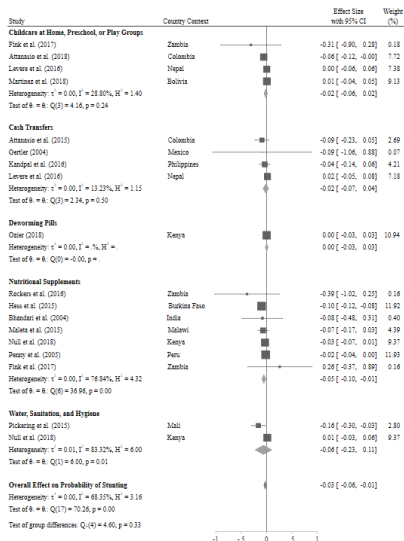 Study Country Context Effect Size with 95% CI Weight (%)
Childcare at Home, Preschool, or Play Groups
Fink et al. (2017) Zambia -0.31 [ -0.90, 0.28] 0.18
Attanasio et al. (2018) Colombia -0.06 [ -0.12, -0.00] 7.72
Levere et al. (2016) Nepal 0.00 [ -0.06, 0.06] 7.38
Martinez et al. (2018) Bolivia 0.01 [ -0.05, 0.04] 9.13
Heterogeneity: τ² = 0.00, I² = 28.80%, H² = 1.40 -0.02 [ -0.06, 0.02]
Test of θᵢ = θⱼ: Q(3) = 4.16, p = 0.24
Cash Transfers
Attanasio et al. (2015) Colombia -0.09 [ -0.23, 0.05] 2.69
Gertler (2004) Mexico -0.09 [ -1.06, 0.88] 0.07
Kandpal et al. (2016) Philippines -0.04 [ -0.14, 0.06] 4.21
Levere et al. (2016) Nepal 0.02 [ -0.05, 0.08] 7.18
Heterogeneity: τ² = 0.00, I² = 13.23%, H² = 1.15 -0.02 [ -0.07, 0.04]
Test of θᵢ = θⱼ: Q(3) = 2.34, p = 0.50
Deworming Pills
Ozier (2018) Kenya 0.00 [ -0.03, 0.03] 10.94
Heterogeneity: τ² = 0.00, I² = .%, H² = . 0.00 [ -0.03, 0.03]
Test of θᵢ = θⱼ: Q(0) = -0.00, p = .
Nutritional Supplements
Rockers et al. (2016) Zambia -0.39 [ -1.02, 0.25] 0.16
Hess et al. (2015) Burkina Faso -0.10 [ -0.12, -0.08] 11.92
Bhandari et al. (2004) India -0.08 [ -0.48, 0.31] 0.40
Maleta et al. (2015) Malawi -0.07 [ -0.17, 0.03] 4.39
Null et al. (2018) Kenya -0.03 [ -0.07, 0.01] 9.37
Penny et al. (2005) Peru -0.02 [ -0.04, 0.00] 11.93
Fink et al. (2017) Zambia 0.26 [ -0.37, 0.89] 0.16
Heterogeneity: τ² = 0.00, I² = 76.84%, H² = 4.32 -0.05 [ -0.10, -0.01]
Test of θᵢ = θⱼ: Q(6) = 36.96, p = 0.00
Water, Sanitation, and Hygiene
Pickering et al. (2015) Mali -0.16 [ -0.30, -0.03] 2.80
Null et al. (2018) Kenya 0.01 [ -0.03, 0.06] 9.37
Heterogeneity: τ² = 0.01, I² = 83.32%, H² = 6.00 -0.06 [ -0.23, 0.11]
Test of θᵢ = θⱼ: Q(1) = 6.00, p = 0.01
Overall Effect on Probability of Stunting -0.03 [ -0.06, -0.01]
Heterogeneity: τ² = 0.00, I² = 68.35%, H² = 3.16
Test of θᵢ = θⱼ: Q(17) = 70.26, p = 0.00
Test of group differences: Q_b(4) = 4.60, p = 0.33
-1 -.5 0 .5 1